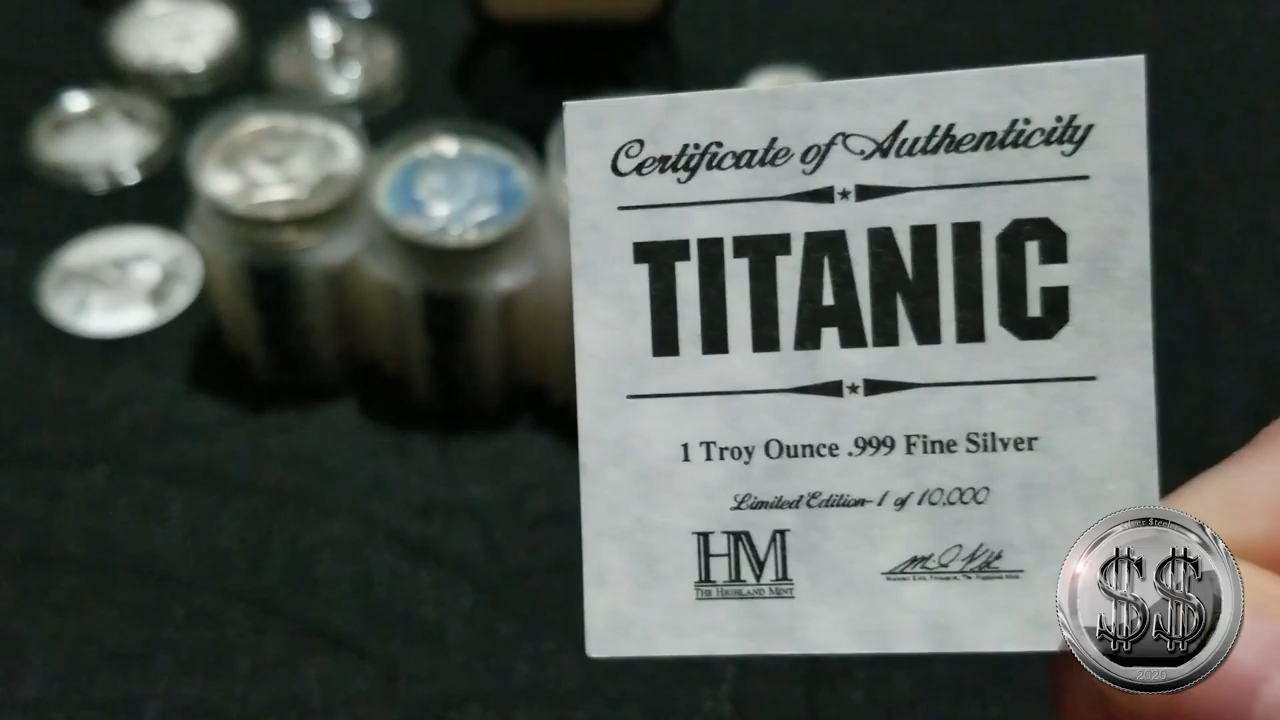 Certificate of Authenticity
TITANIC
1 Troy Ounce .999 Fine Silver
Limited Edition-1 of 10,000
HM
THE HIGHLAND MINT
$$
2020